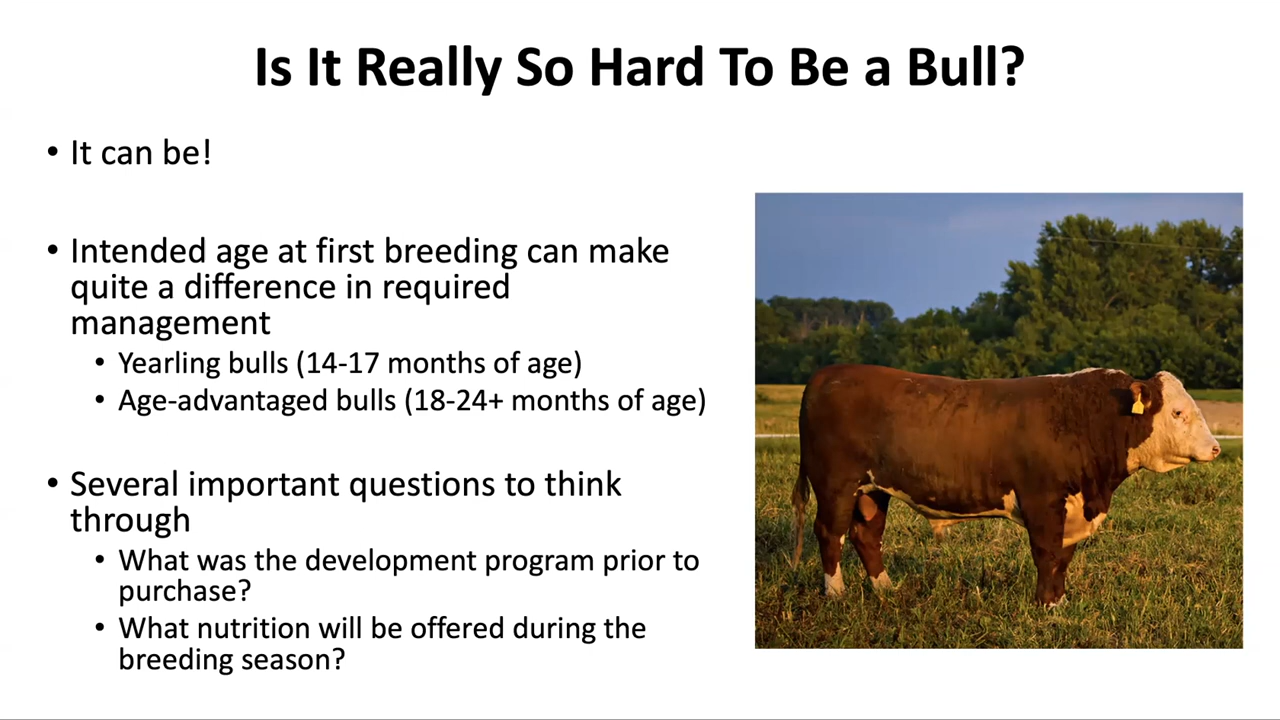 Is It Really So Hard To Be a Bull?
• It can be!
• Intended age at first breeding can make
quite a difference in required
management
• Yearling bulls (14-17 months of age)
• Age-advantaged bulls (18-24+ months of age)
• Several important questions to think
through
• What was the development program prior to
purchase?
• What nutrition will be offered during the
breeding season?